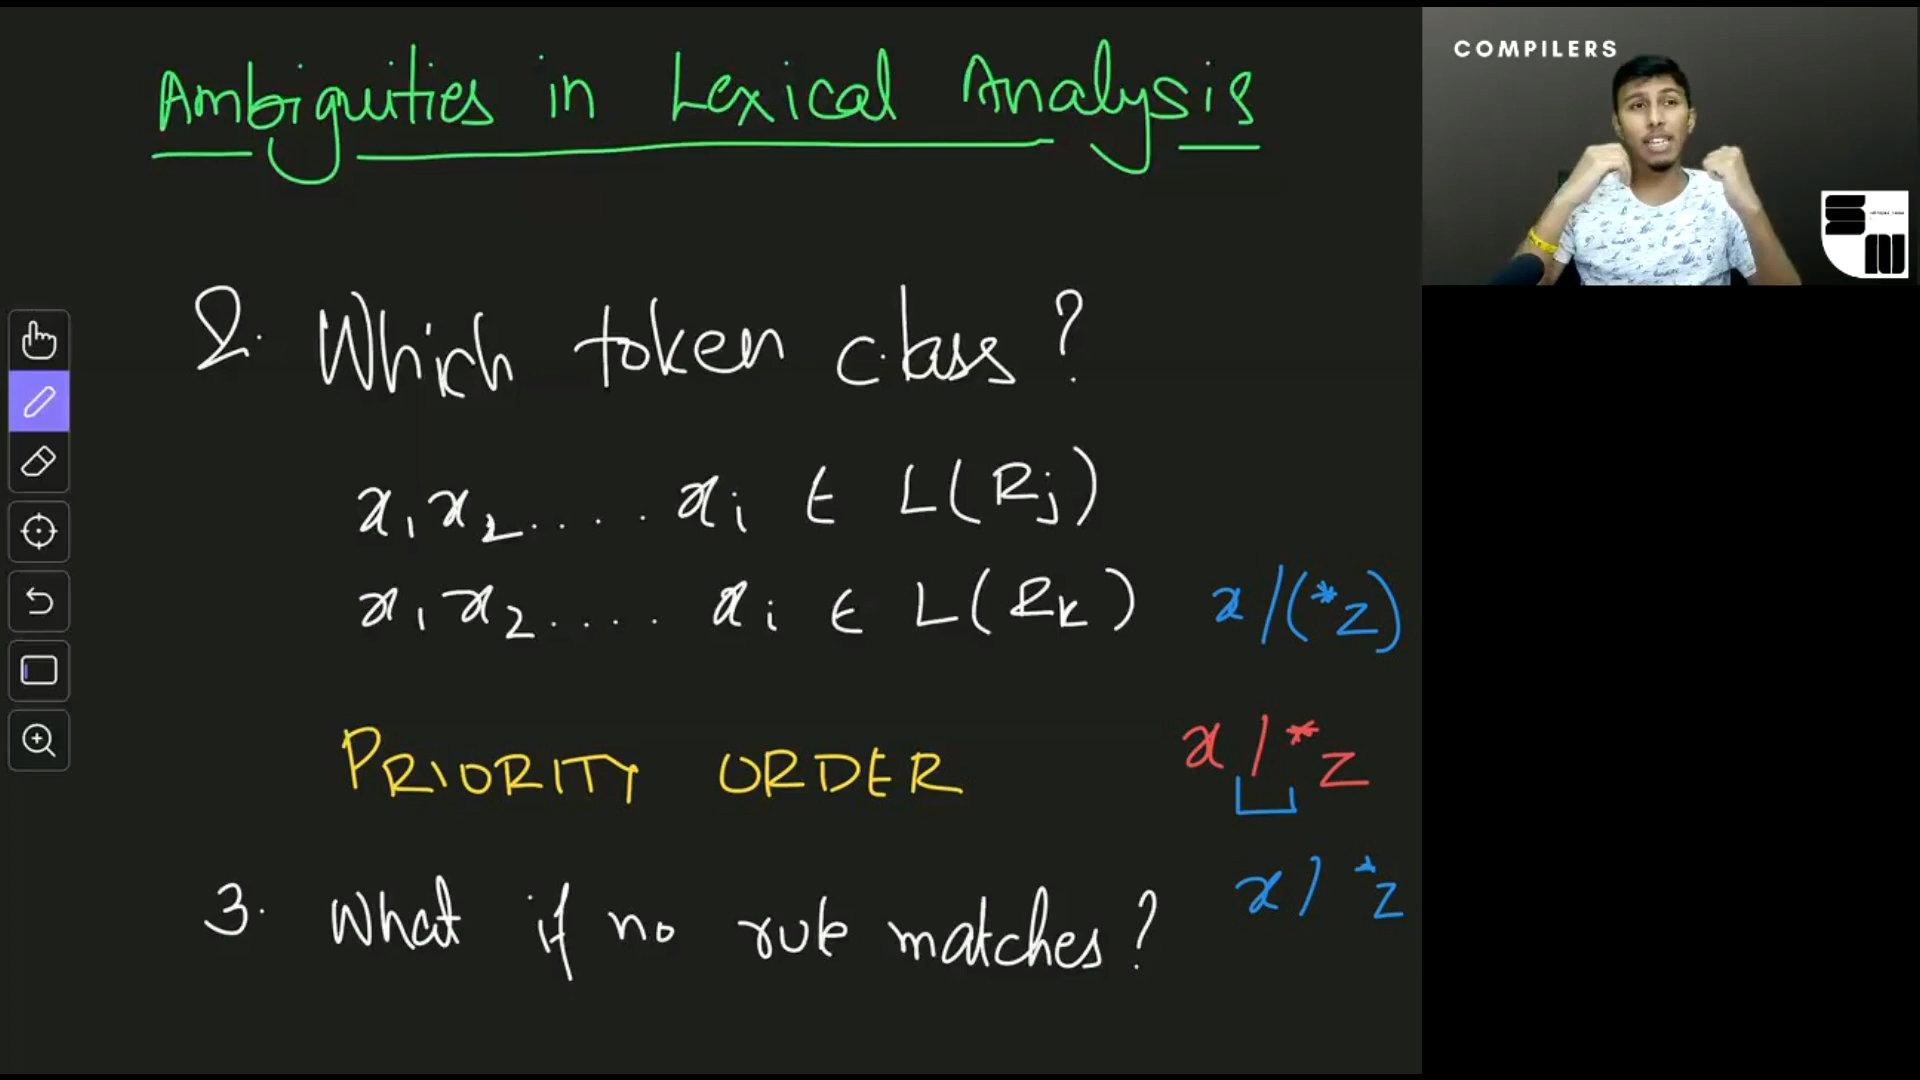 Ambiguities in Lexical Analysis
COMPILERS
2. Which token class?
x₁x₂..... xᵢ ∈ L(Rⱼ)
x₁x₂..... xᵢ ∈ L(Rₖ)
x/(*z)
PRIORITY ORDER
x/*z
3. What if no rule matches?
x/ *z